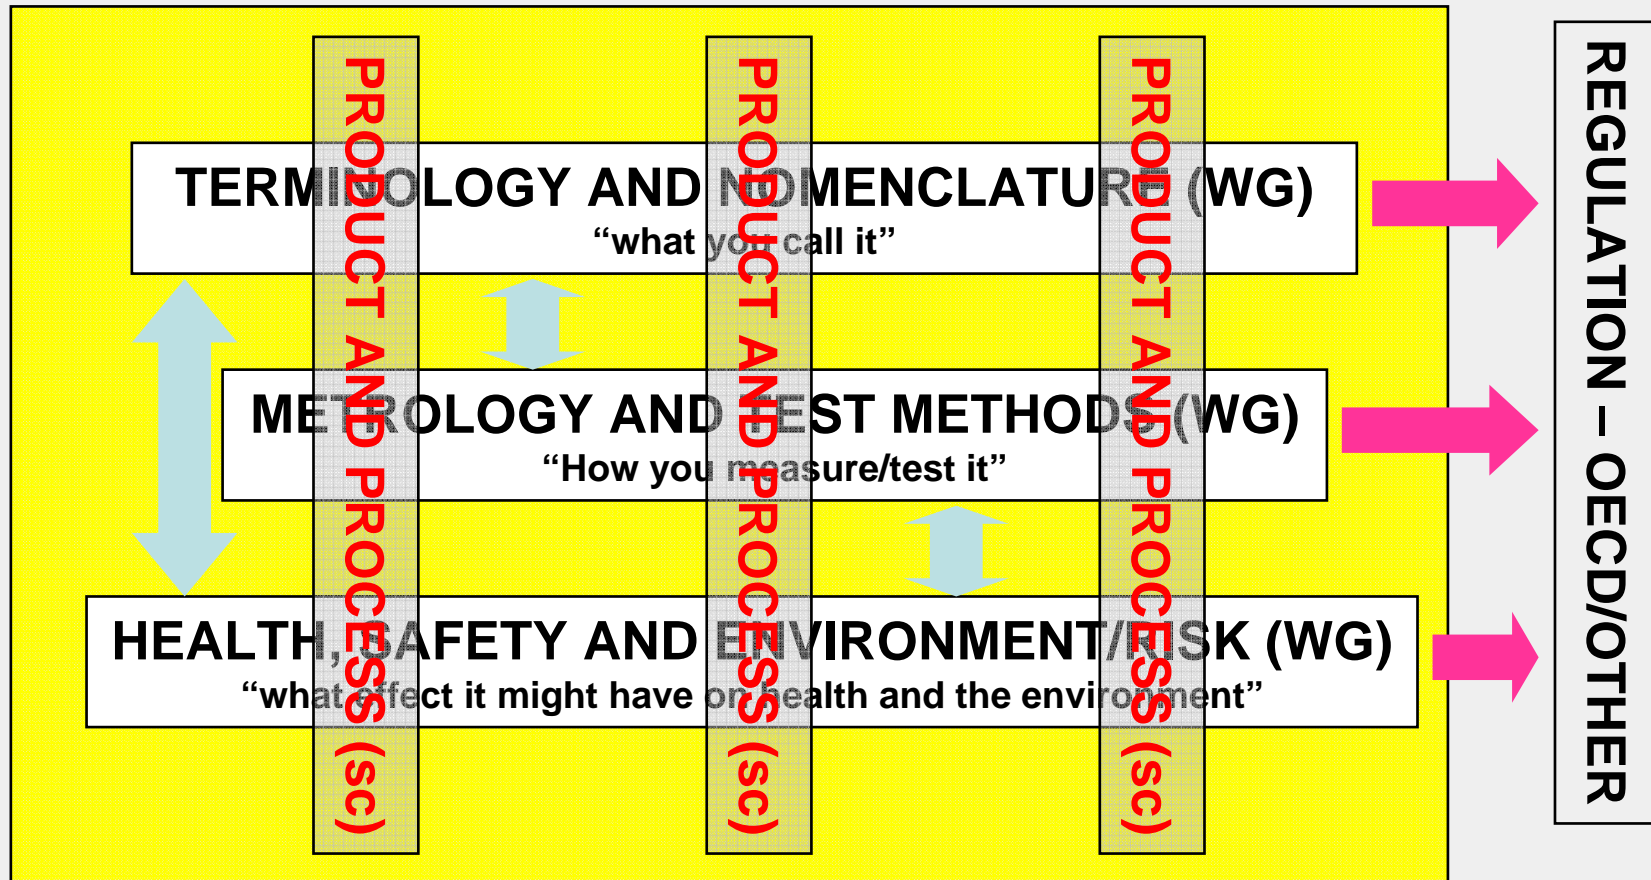 TERMINOLOGY AND NOMENCLATURE (WG)
“what you call it”
METROLOGY AND TEST METHODS (WG)
“How you measure/test it”
HEALTH, SAFETY AND ENVIRONMENT/RISK (WG)
“what effect it might have on health and the environment”
PRODUCT AND PROCESS (sc)
PRODUCT AND PROCESS (sc)
PRODUCT AND PROCESS (sc)
REGULATION – OECD/OTHER